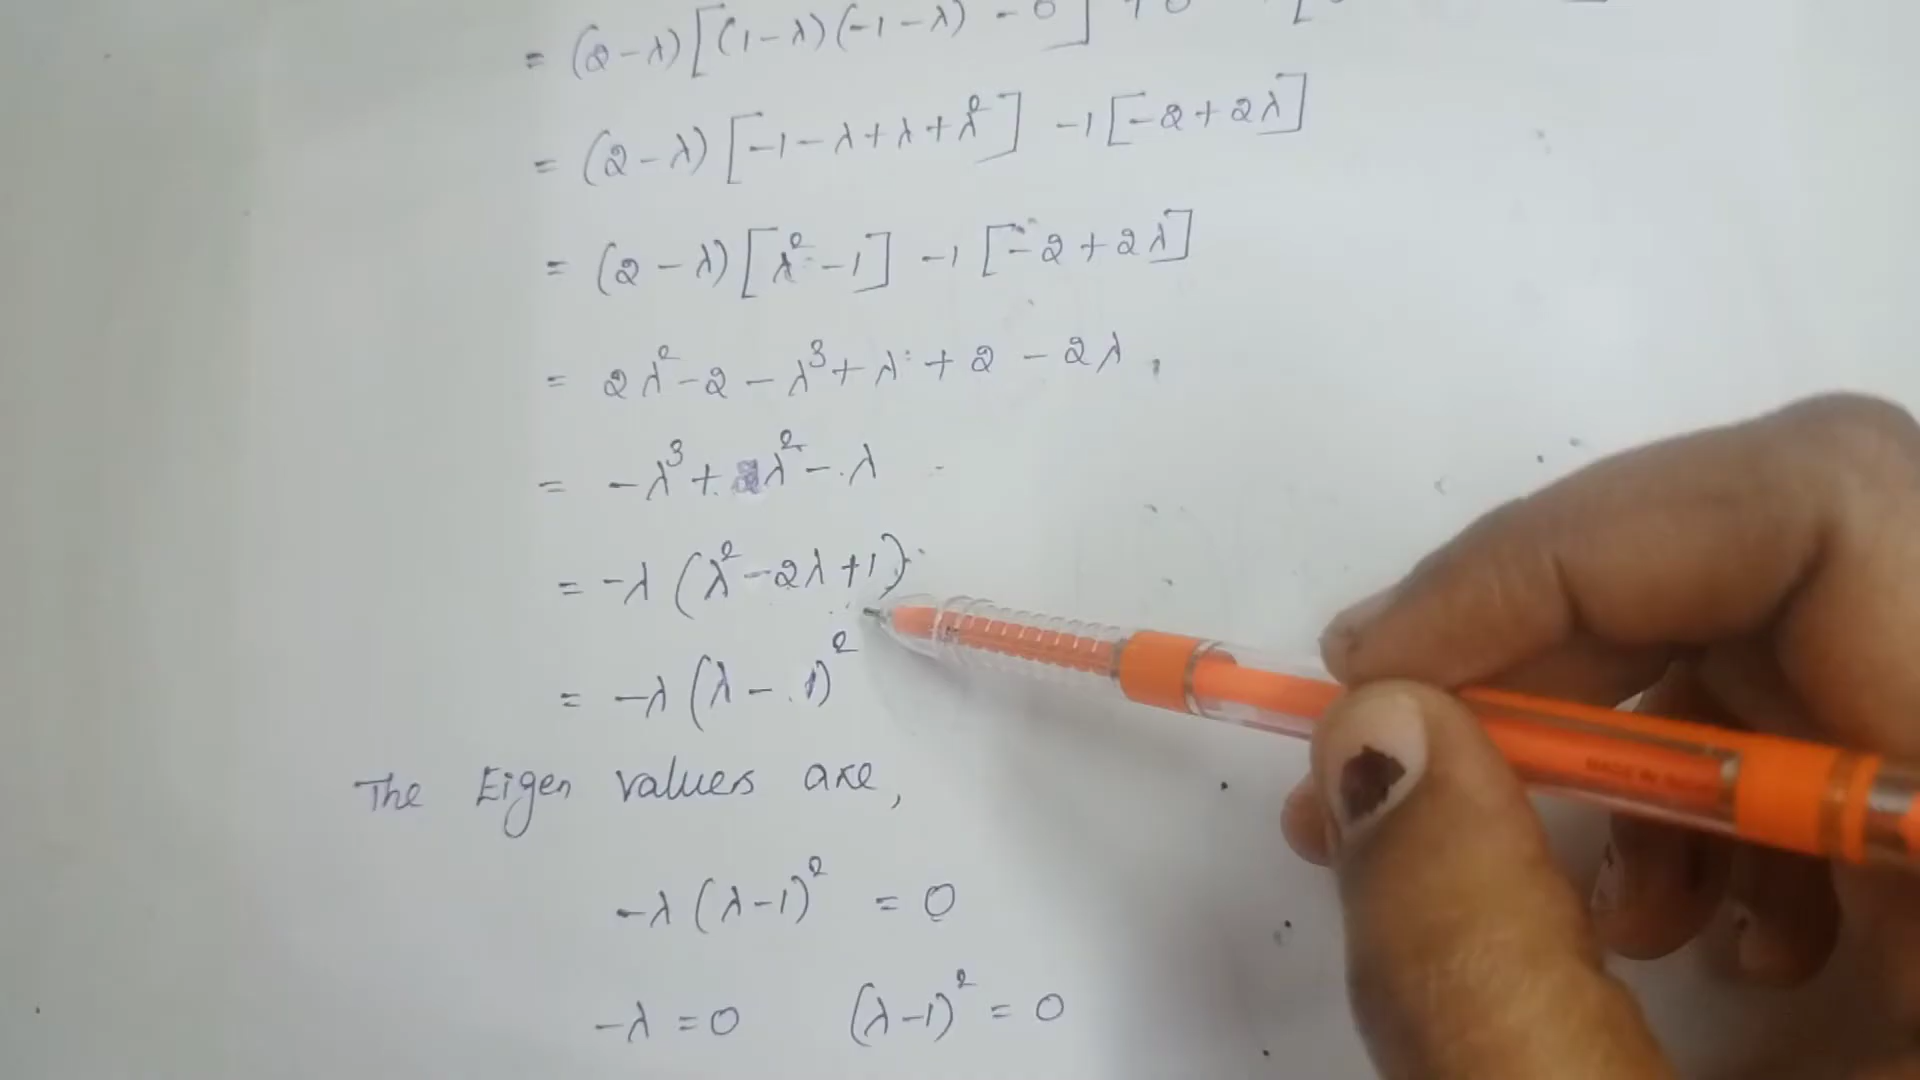 = (2-λ)[(1-λ)(-1-λ) - 0] + 0 - [
= (2-λ)[-1-λ+λ+λ²] -1[-2+2λ]
= (2-λ)[λ²-1] -1[-2+2λ]
= 2λ²-2-λ³+λ+2-2λ
= -λ³+2λ²-λ
= -λ(λ²-2λ+1)
= -λ(λ-1)²
The Eigen values are,
-λ(λ-1)² = 0
-λ=0 (λ-1)²=0